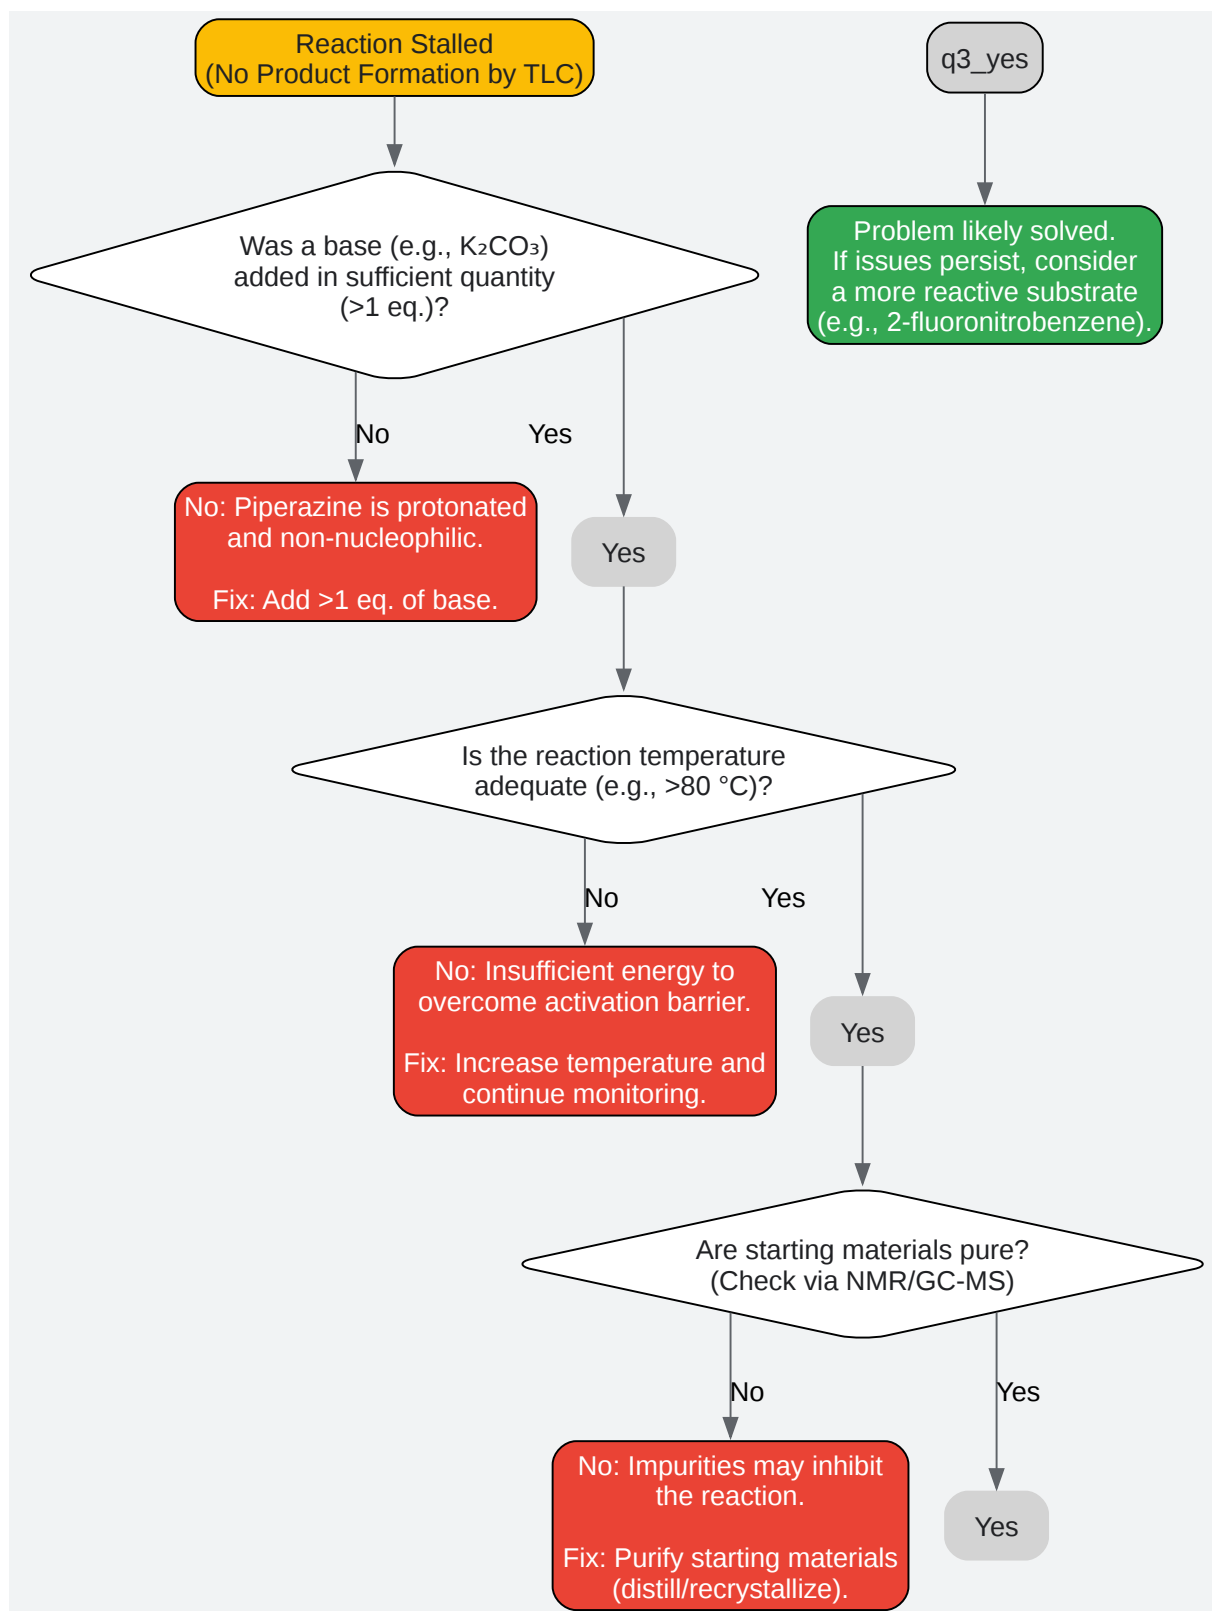 Reaction Stalled
(No Product Formation by TLC)
q3_yes
Was a base (e.g., K₂CO₃)
added in sufficient quantity
(>1 eq.)?
Problem likely solved.
If issues persist, consider
a more reactive substrate
(e.g., 2-fluoronitrobenzene).
No
Yes
No: Piperazine is protonated
and non-nucleophilic.
Fix: Add >1 eq. of base.
Yes
Is the reaction temperature
adequate (e.g., >80 °C)?
No
Yes
No: Insufficient energy to
overcome activation barrier.
Fix: Increase temperature and
continue monitoring.
Yes
Are starting materials pure?
(Check via NMR/GC-MS)
No
Yes
No: Impurities may inhibit
the reaction.
Fix: Purify starting materials
(distill/recrystallize).
Yes